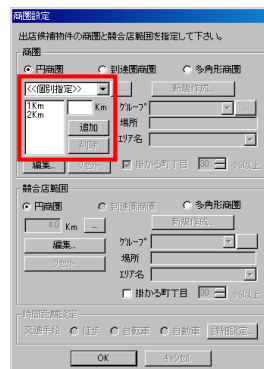 商圏設定
出店候補物件の商圏と競合店範囲を指定して下さい。
商圏
円商圏 到達圏商圏 多角形商圏
<<個別指定>> ... 新規作成...
1Km
2Km
Km グループ ...
追加 場所
削除 エリア名
編集... リセット 掛かる町丁目 30 %以上
競合店範囲
円商圏 到達圏商圏 多角形商圏
4.0 Km ... 新規作成...
編集... グループ ...
リセット 場所
エリア名
掛かる町丁目 30 %以上
時間距離設定
交通手段 徒歩 自転車 自動車 詳細設定...
OK キャンセル